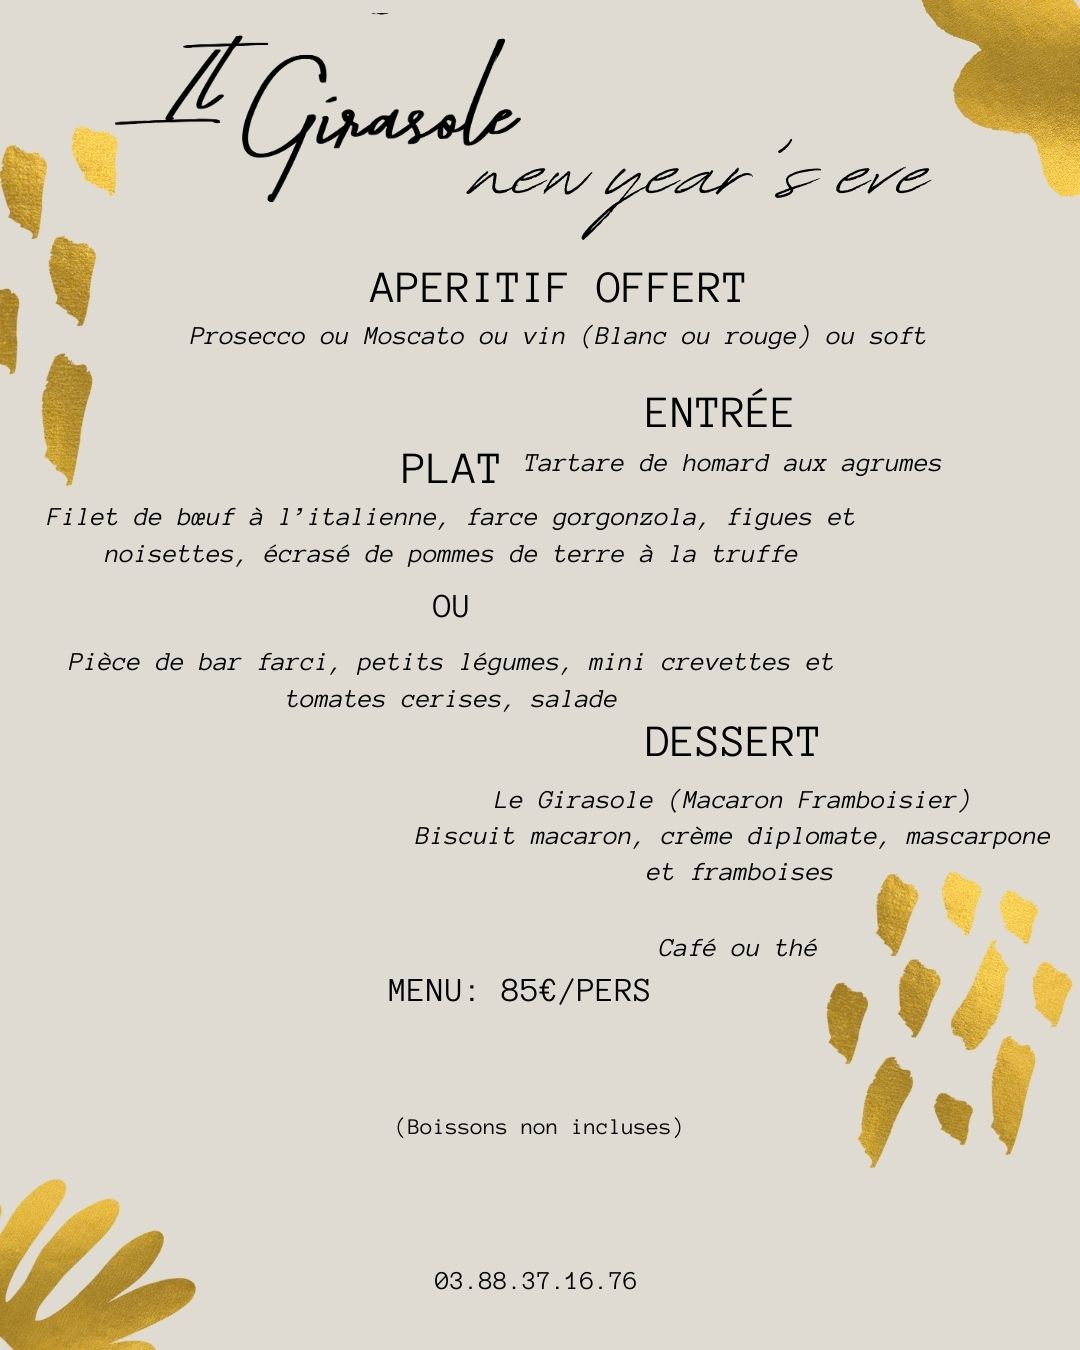 Il Girasole
new year's eve
APERITIF OFFERT
Prosecco ou Moscato ou vin (Blanc ou rouge) ou soft
ENTRÉE
Tartare de homard aux agrumes
PLAT
Filet de bœuf à l’italienne, farce gorgonzola, figues et
noisettes, écrasé de pommes de terre à la truffe
OU
Pièce de bar farci, petits légumes, mini crevettes et
tomates cerises, salade
DESSERT
Le Girasole (Macaron Framboisier)
Biscuit macaron, crème diplomate, mascarpone
et framboises
Café ou thé
MENU: 85€/PERS
(Boissons non incluses)
03.88.37.16.76